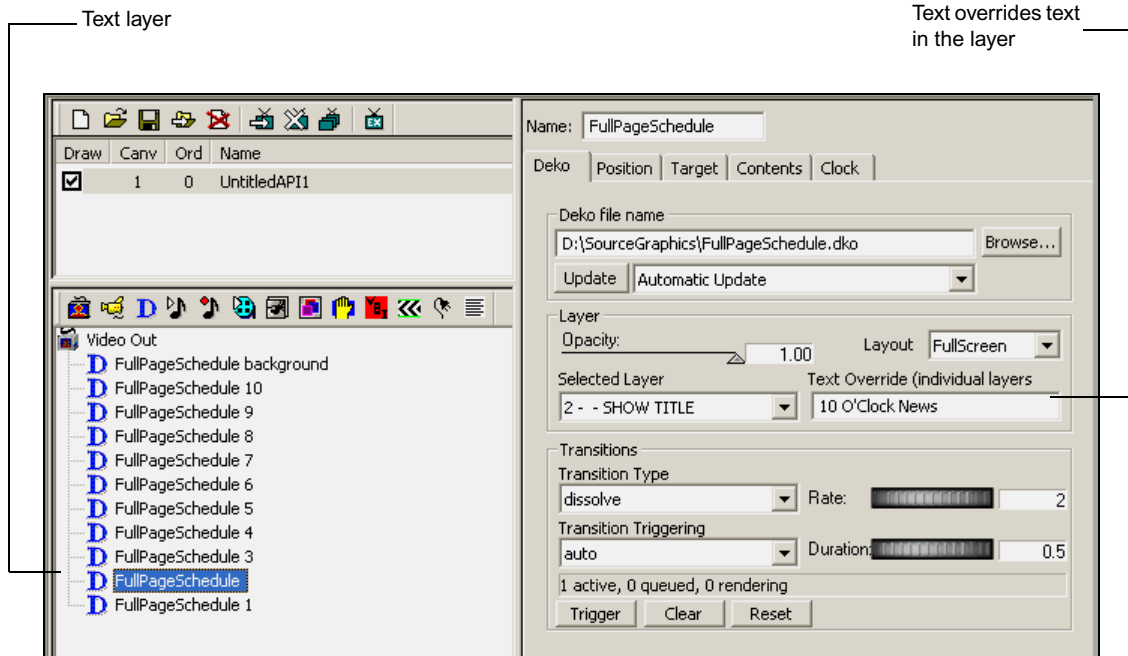 Text layer
Text overrides text
in the layer
Name: FullPageSchedule
Draw Canv Ord Name
1 0 UntitledAPI1
Deko Position Target Contents Clock
Deko file name
D:\SourceGraphics\FullPageSchedule.dko Browse...
Update Automatic Update
Video Out
FullPageSchedule background
FullPageSchedule 10
FullPageSchedule 9
FullPageSchedule 8
FullPageSchedule 7
FullPageSchedule 6
FullPageSchedule 5
FullPageSchedule 4
FullPageSchedule 3
FullPageSchedule
FullPageSchedule 1
Layer
Opacity: 1.00 Layout FullScreen
Selected Layer Text Override (individual layers
2 - - SHOW TITLE 10 O'Clock News
Transitions
Transition Type
dissolve Rate: 2
Transition Triggering
auto Duration: 0.5
1 active, 0 queued, 0 rendering
Trigger Clear Reset